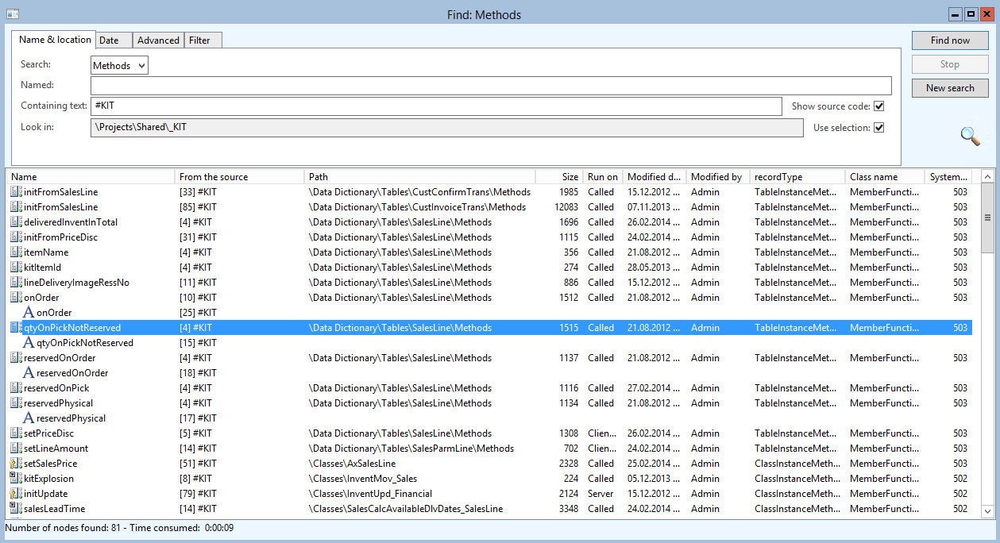 Find: Methods
Name & location Date Advanced Filter
Find now
Search: Methods
Stop
Named:
New search
Containing text: #KIT Show source code:
Look in: \Projects\Shared\_KIT Use selection:
Name From the source Path Size Run on Modified d... Modified by recordType Class name System...
initFromSalesLine [33] #KIT \Data Dictionary\Tables\CustConfirmTrans\Methods 1985 Called 15.12.2012 ... Admin TableInstanceMet... MemberFuncti... 503
initFromSalesLine [85] #KIT \Data Dictionary\Tables\CustInvoiceTrans\Methods 12083 Called 07.11.2013 ... Admin TableInstanceMet... MemberFuncti... 503
deliveredInventInTotal [4] #KIT \Data Dictionary\Tables\SalesLine\Methods 1696 Called 26.02.2014 ... Admin TableInstanceMet... MemberFuncti... 503
initFromPriceDisc [31] #KIT \Data Dictionary\Tables\SalesLine\Methods 1115 Called 24.02.2014 ... Admin TableInstanceMet... MemberFuncti... 503
itemName [4] #KIT \Data Dictionary\Tables\SalesLine\Methods 356 Called 21.08.2012 ... Admin TableInstanceMet... MemberFuncti... 503
kitItemId [4] #KIT \Data Dictionary\Tables\SalesLine\Methods 274 Called 28.05.2013 ... Admin TableInstanceMet... MemberFuncti... 503
lineDeliveryImageRessNo [11] #KIT \Data Dictionary\Tables\SalesLine\Methods 886 Called 15.12.2012 ... Admin TableInstanceMet... MemberFuncti... 503
onOrder [10] #KIT \Data Dictionary\Tables\SalesLine\Methods 1512 Called 21.08.2012 ... Admin TableInstanceMet... MemberFuncti... 503
A onOrder [25] #KIT
qtyOnPickNotReserved [4] #KIT \Data Dictionary\Tables\SalesLine\Methods 1515 Called 21.08.2012 ... Admin TableInstanceMet... MemberFuncti... 503
A qtyOnPickNotReserved [15] #KIT
reservedOnOrder [4] #KIT \Data Dictionary\Tables\SalesLine\Methods 1137 Called 21.08.2012 ... Admin TableInstanceMet... MemberFuncti... 503
A reservedOnOrder [18] #KIT
reservedOnPick [4] #KIT \Data Dictionary\Tables\SalesLine\Methods 1116 Called 27.02.2014 ... Admin TableInstanceMet... MemberFuncti... 503
reservedPhysical [4] #KIT \Data Dictionary\Tables\SalesLine\Methods 1134 Called 21.08.2012 ... Admin TableInstanceMet... MemberFuncti... 503
A reservedPhysical [17] #KIT
setPriceDisc [5] #KIT \Data Dictionary\Tables\SalesLine\Methods 1308 Clien... 26.02.2014 ... Admin TableInstanceMet... MemberFuncti... 503
setLineAmount [14] #KIT \Data Dictionary\Tables\SalesParmLine\Methods 702 Clien... 24.02.2014 ... Admin TableInstanceMet... MemberFuncti... 503
setSalesPrice [51] #KIT \Classes\AxSalesLine 2328 Called 25.02.2014 ... Admin ClassInstanceMeth... MemberFuncti... 503
kitExplosion [8] #KIT \Classes\InventMov_Sales 224 Called 05.12.2013 ... Admin ClassInstanceMeth... MemberFuncti... 502
initUpdate [79] #KIT \Classes\InventUpd_Financial 2124 Server 15.12.2012 ... Admin ClassInstanceMeth... MemberFuncti... 502
salesLeadTime [14] #KIT \Classes\SalesCalcAvailableDlvDates_SalesLine 3348 Called 24.02.2014 ... Admin ClassInstanceMeth... MemberFuncti... 502
Number of nodes found: 81 - Time consumed: 0:00:09